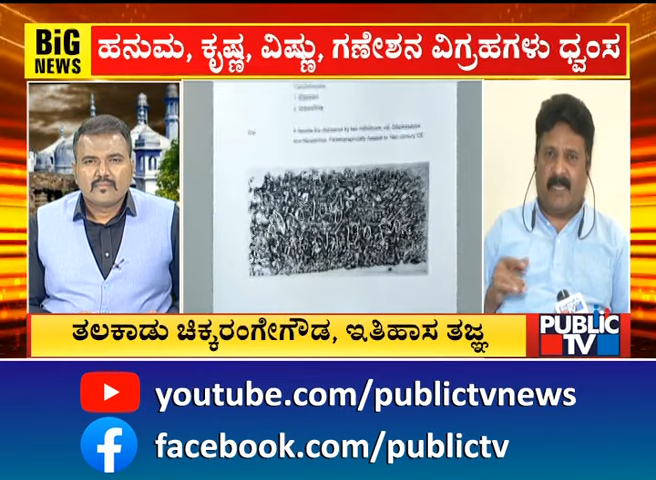 BiG
NEWS
ಹನುಮ, ಕೃಷ್ಣ, ವಿಷ್ಣು, ಗಣೇಶನ ವಿಗ್ರಹಗಳು ಧ್ವಂಸ
ತಲಕಾಡು ಚಿಕ್ಕರಂಗೇಗೌಡ, ಇತಿಹಾಸ ತಜ್ಞ
PUBLiC
TV
youtube.com/publictvnews
facebook.com/publictv